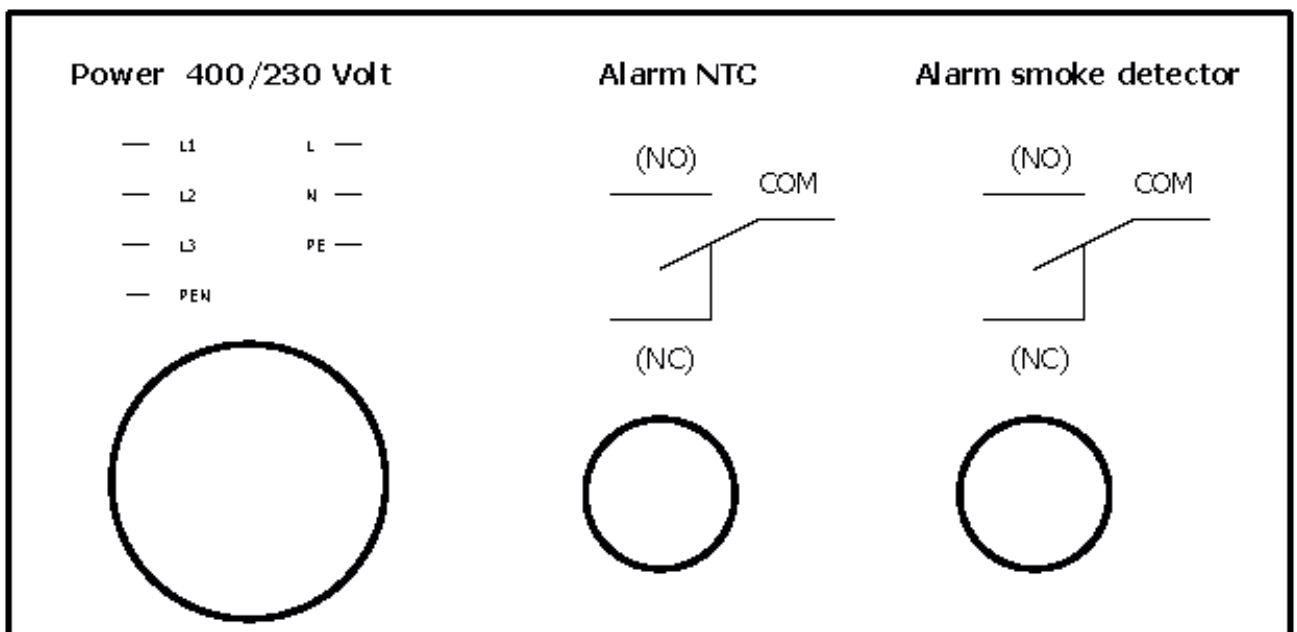 Power 400/230 Volt
Alarm NTC
Alarm smoke detector
L1
L
L2
N
L3
PE
PEN
(NO)
COM
(NC)
(NO)
COM
(NC)